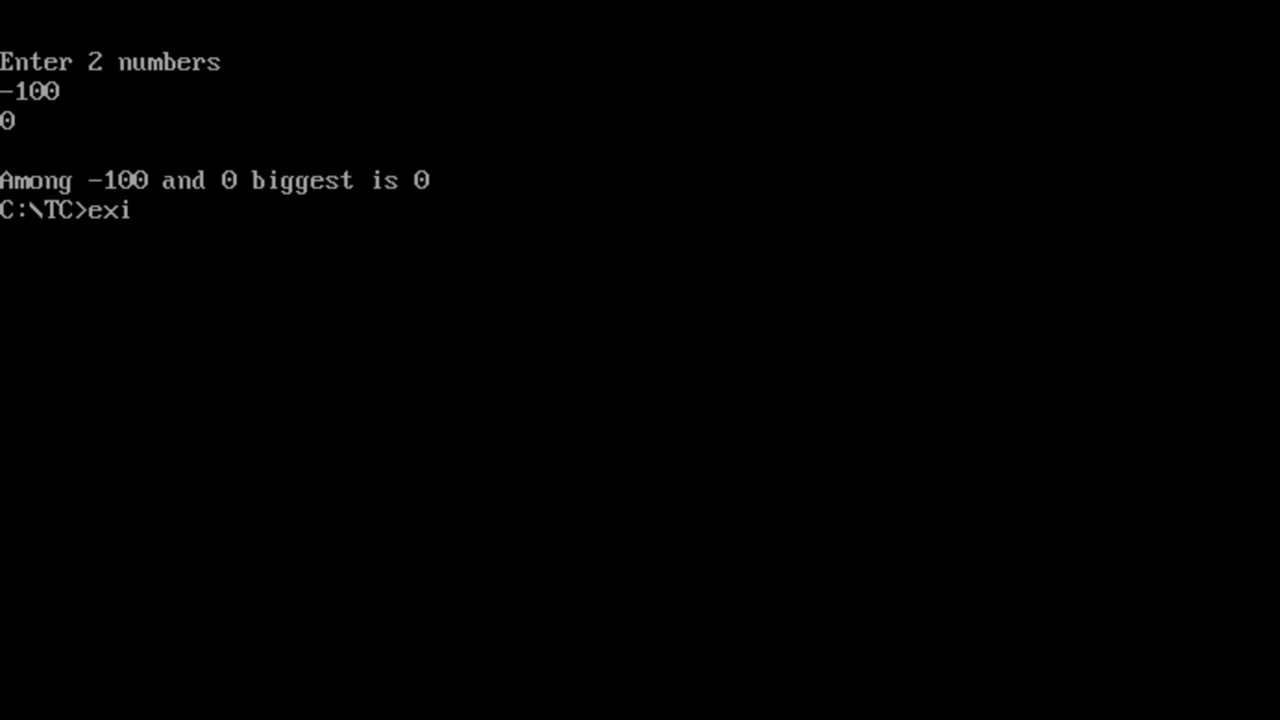 Enter 2 numbers
-100
0
Among -100 and 0 biggest is 0
C:\TC>exi